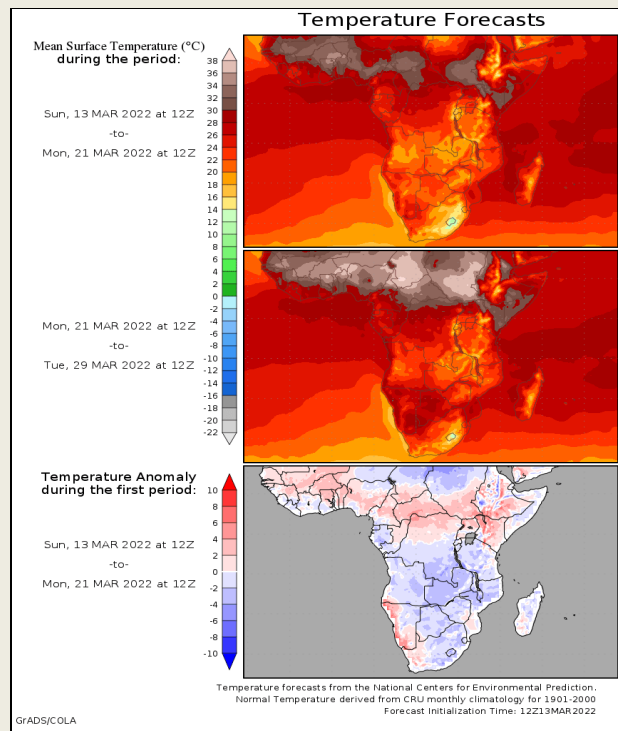 Temperature Forecasts
Mean Surface Temperature (°C)
during the period:
38
36
34
33
32
30
29
28
26
24
22
20
18
16
14
12
10
8
6
4
2
0
-2
-4
-6
-8
-10
-12
-14
-16
-18
-20
-22
Sun, 13 MAR 2022 at 12Z
-to-
Mon, 21 MAR 2022 at 12Z
Mon, 21 MAR 2022 at 12Z
-to-
Tue, 29 MAR 2022 at 12Z
Temperature Anomaly
during the first period:
10
8
6
4
2
0
-2
-4
-6
-8
-10
Sun, 13 MAR 2022 at 12Z
-to-
Mon, 21 MAR 2022 at 12Z
Temperature forecasts from the National Centers for Environmental Prediction.
Normal Temperature derived from CRU monthly climatology for 1901-2000
Forecast Initialization Time: 12Z13MAR2022
GrADS/COLA